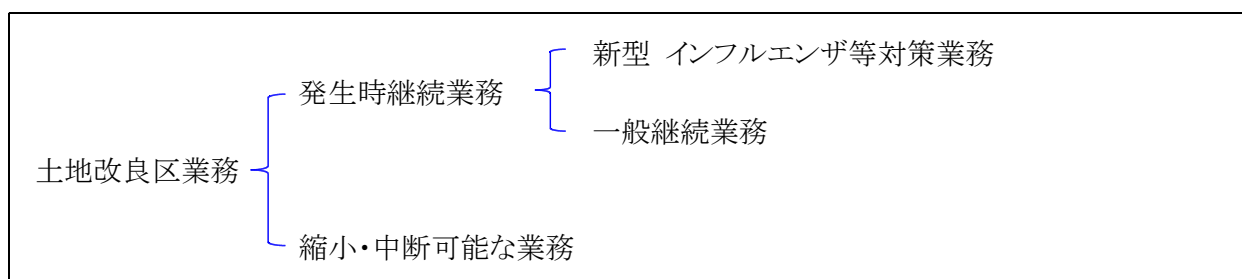 新型 インフルエンザ等対策業務
発生時継続業務
一般継続業務
土地改良区業務
縮小・中断可能な業務